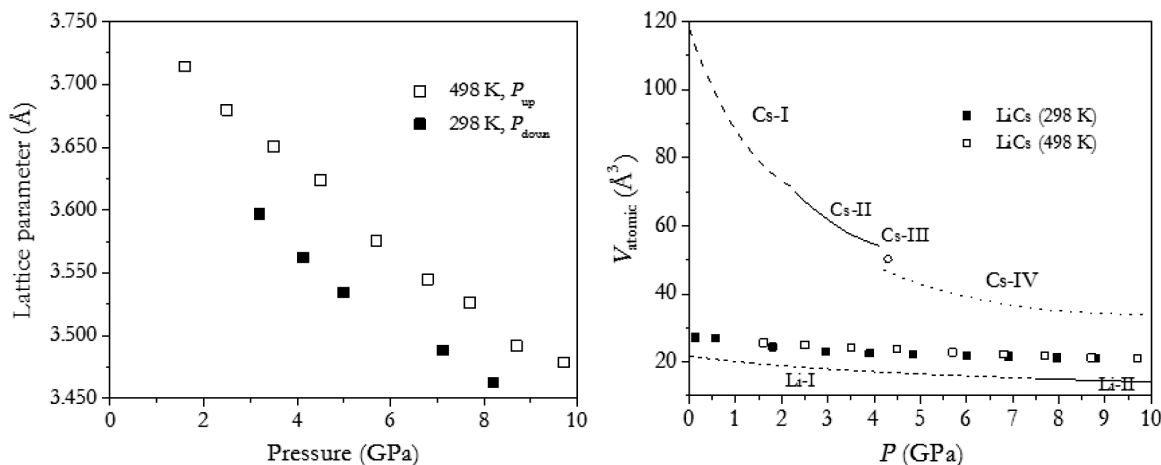 3.750
3.700
3.650
3.600
3.550
3.500
3.450
Lattice parameter (Å)
498 K, P_up
298 K, P_doun
0 2 4 6 8 10
Pressure (GPa)
120
100
80
60
40
20
V_atomic (Å³)
LiCs (298 K)
LiCs (498 K)
Cs-I
Cs-II
Cs-III
Cs-IV
Li-I
Li-II
0 1 2 3 4 5 6 7 8 9 10
P (GPa)